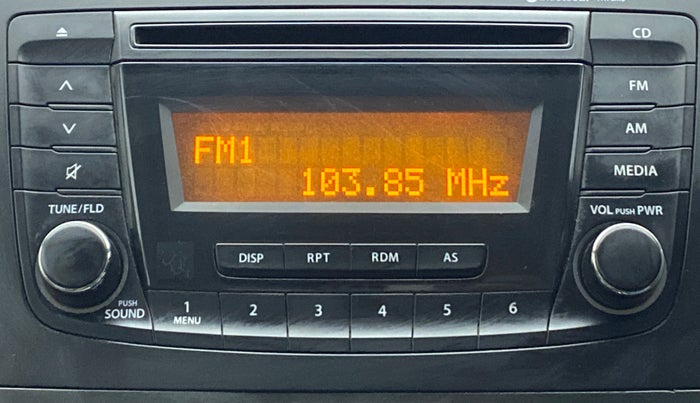 CD
FM1
103.85 MHz
FM
AM
MEDIA
TUNE/FLD
VOL PUSH PWR
DISP RPT RDM AS
PUSH
SOUND
1 2 3 4 5 6
MENU